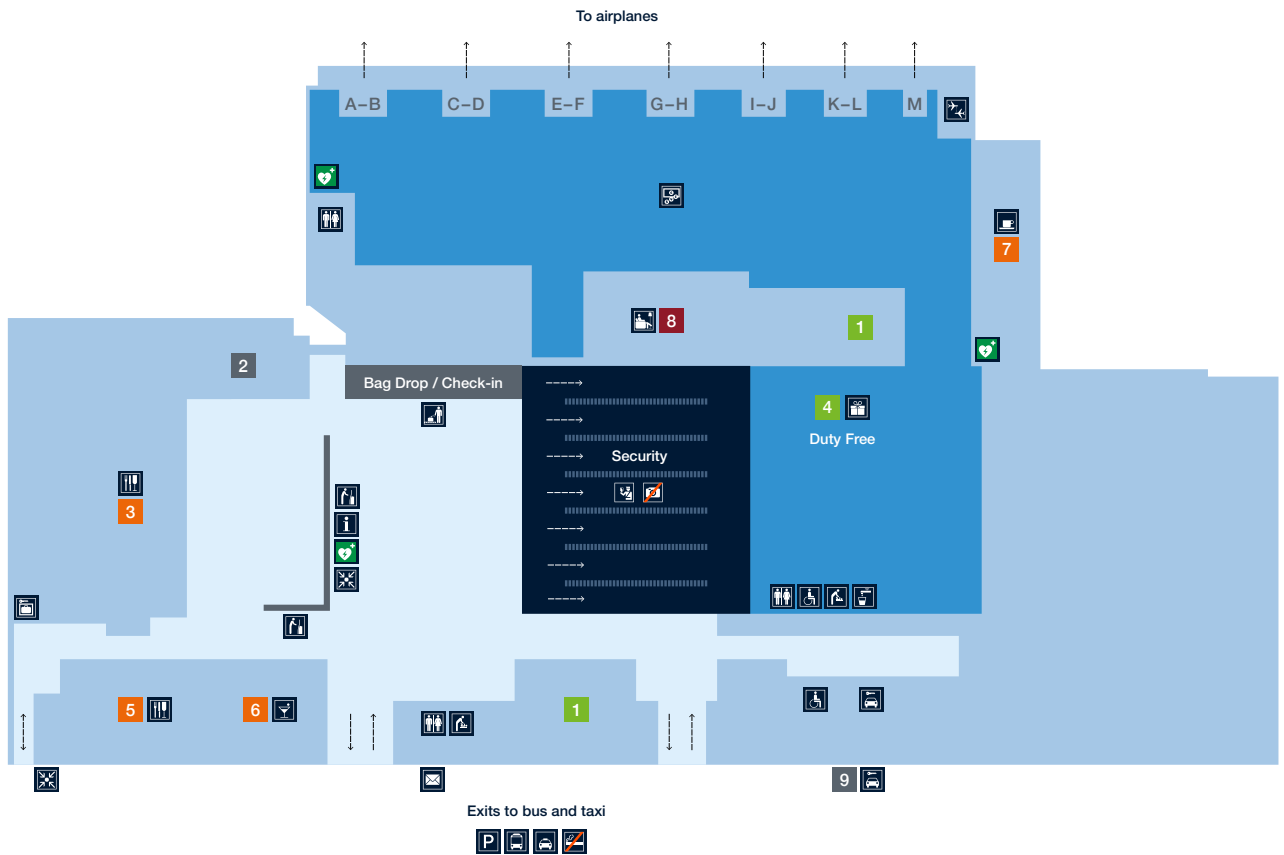 To airplanes
A–B C–D E–F G–H I–J K–L M
7
8 1
2
Bag Drop / Check-in
4
Duty Free
Security
3
i
5 6 1
9
Exits to bus and taxi
P